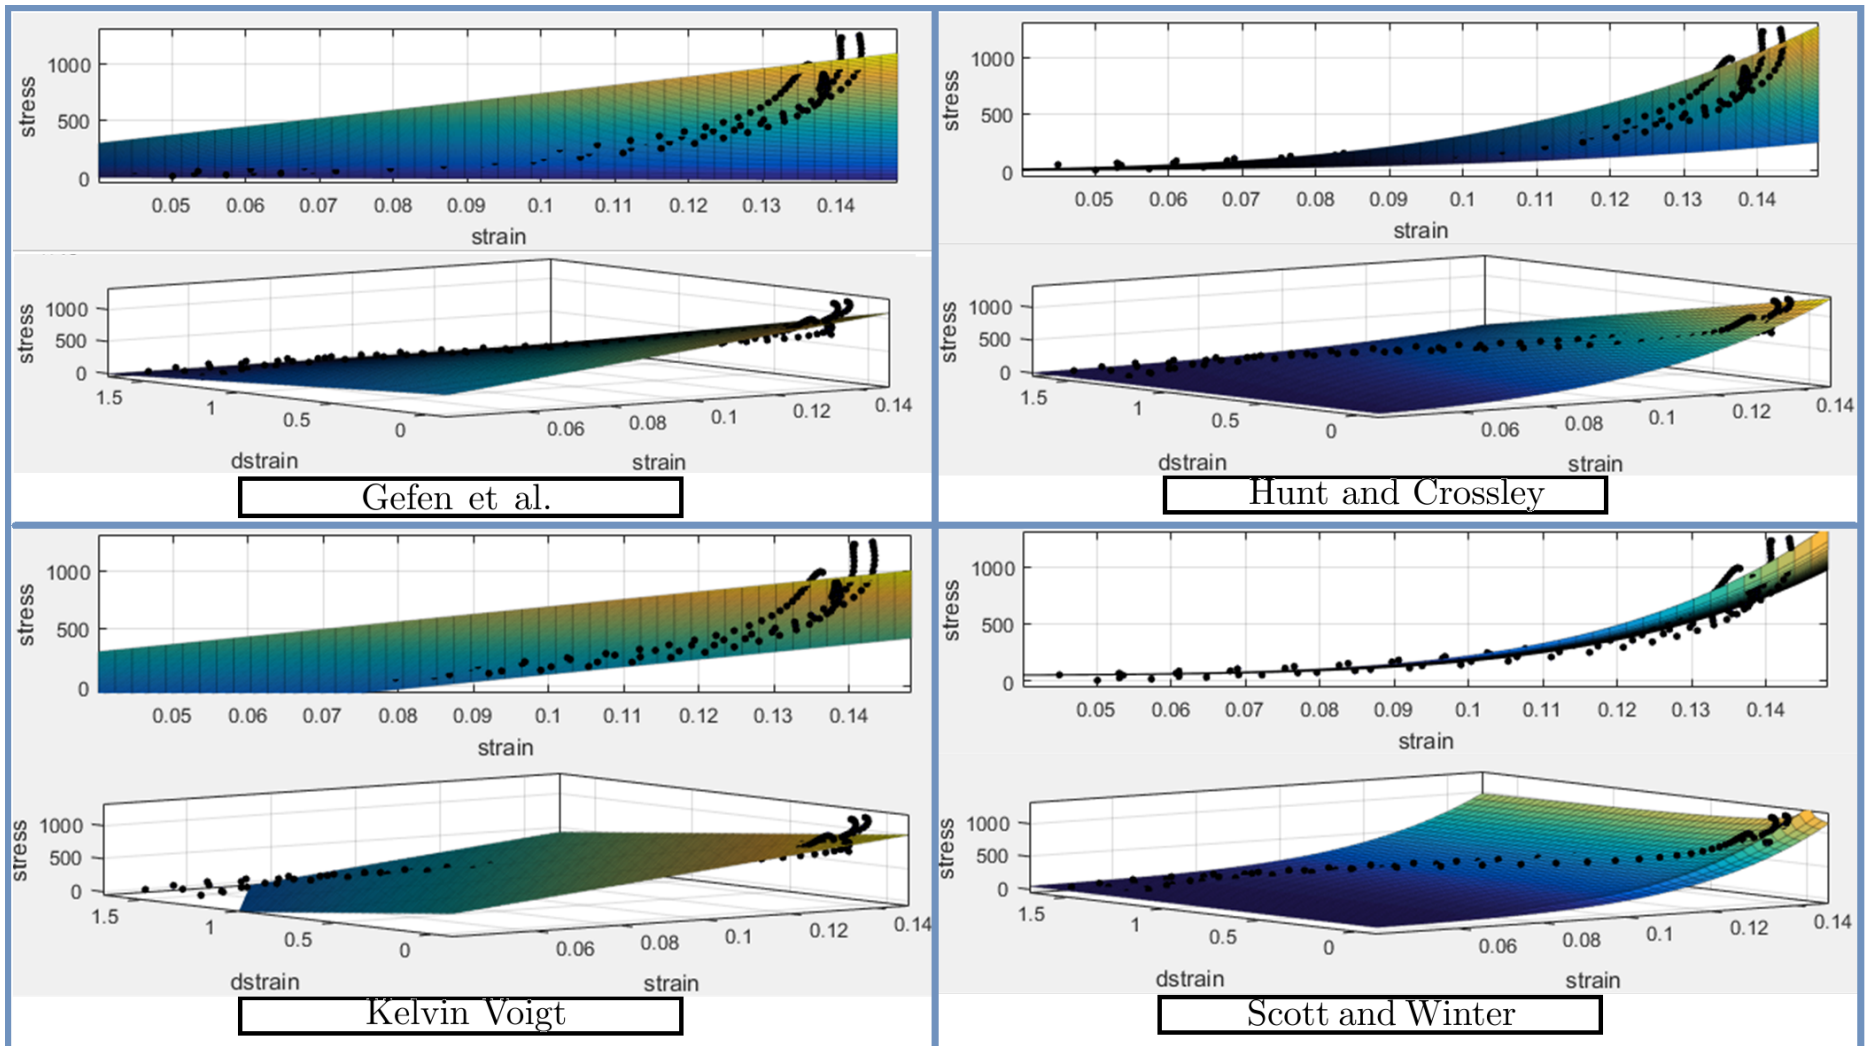 stress
1000
500
0
0.05 0.06 0.07 0.08 0.09 0.1 0.11 0.12 0.13 0.14
strain
stress
1000
500
0
1.5 1 0.5 0
0.06 0.08 0.1 0.12 0.14
dstrain strain
Gefen et al.
stress
1000
500
0
0.05 0.06 0.07 0.08 0.09 0.1 0.11 0.12 0.13 0.14
strain
stress
1000
500
0
1.5 1 0.5 0
0.06 0.08 0.1 0.12 0.14
dstrain strain
Hunt and Crossley
stress
1000
500
0
0.05 0.06 0.07 0.08 0.09 0.1 0.11 0.12 0.13 0.14
strain
stress
1000
500
0
1.5 1 0.5 0
0.06 0.08 0.1 0.12 0.14
dstrain strain
Kelvin Voigt
stress
1000
500
0
0.05 0.06 0.07 0.08 0.09 0.1 0.11 0.12 0.13 0.14
strain
stress
1000
500
0
1.5 1 0.5 0
0.06 0.08 0.1 0.12 0.14
dstrain strain
Scott and Winter